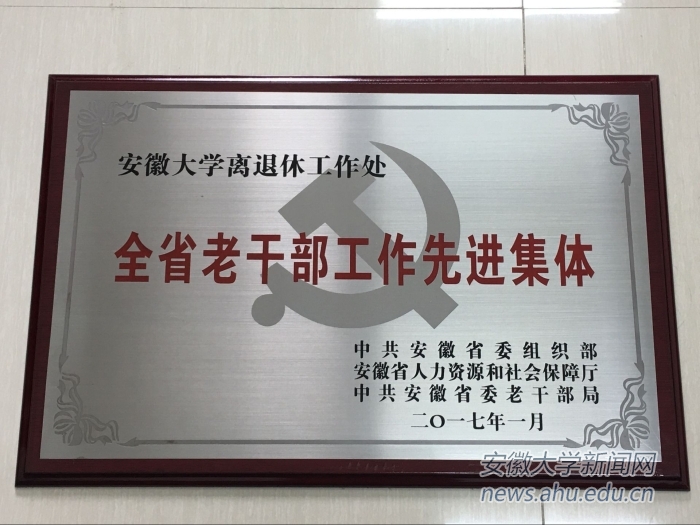 安徽大学离退休工作处
全省老干部工作先进集体
中共安徽省委组织部
安徽省人力资源和社会保障厅
中共安徽省委老干部局
二〇一七年一月
安徽大学新闻网
news.ahu.edu.cn